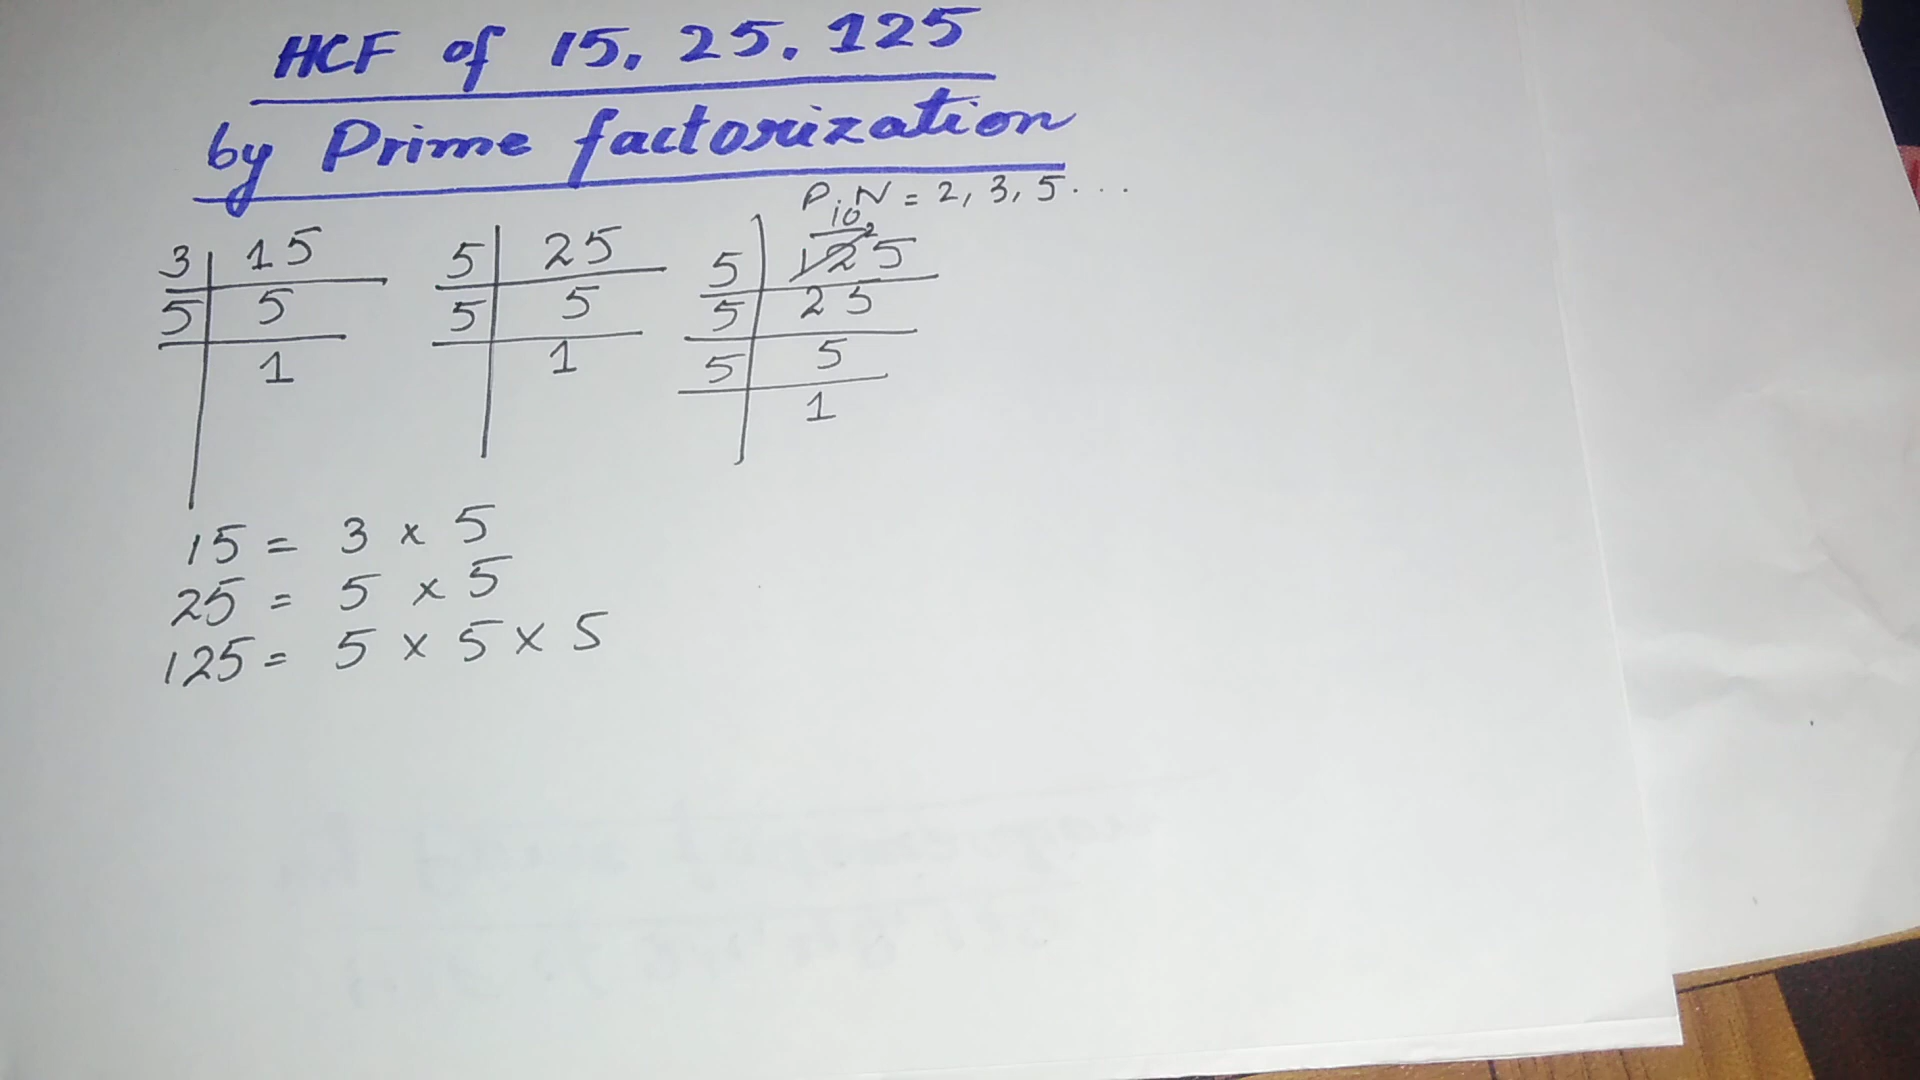 HCF of 15, 25, 125
by Prime factorization
P.N = 2, 3, 5...
3 15
5 5
1
5 25
5 5
1
10 2
5 125
5 25
5 5
1
15 = 3 x 5
25 = 5 x 5
125 = 5 x 5 x 5